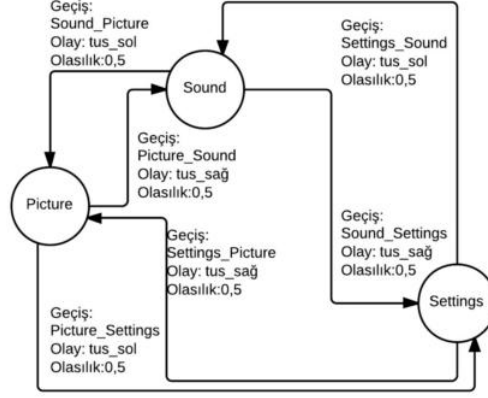 Geçiş:
Sound_Picture
Olay: tus_sol
Olasılık:0,5
Geçiş:
Settings_Sound
Olay: tus_sol
Olasılık:0,5
Sound
Geçiş:
Picture_Sound
Olay: tus_sağ
Olasılık:0,5
Picture
Geçiş:
Settings_Picture
Olay: tus_sağ
Olasılık:0,5
Geçiş:
Sound_Settings
Olay: tus_sağ
Olasılık:0,5
Settings
Geçiş:
Picture_Settings
Olay: tus_sol
Olasılık:0,5